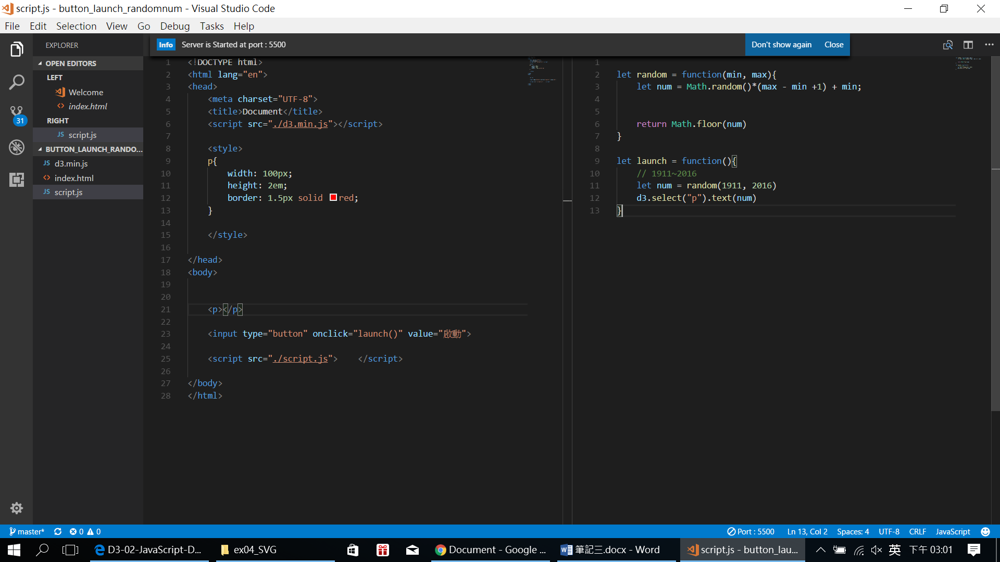 script.js - button_launch_randomnum - Visual Studio Code
File Edit Selection View Go Debug Tasks Help
EXPLORER
OPEN EDITORS
LEFT
Welcome
index.html
RIGHT
JS script.js
BUTTON_LAUNCH_RANDO...
JS d3.min.js
<> index.html
JS script.js
31
Info Server is Started at port : 5500 Don't show again Close
1 <!DOCTYPE html>
2 <html lang="en">
3 <head>
4 <meta charset="UTF-8">
5 <title>Document</title>
6 <script src="./d3.min.js"></script>
7
8 <style>
9 p{
10 width: 100px;
11 height: 2em;
12 border: 1.5px solid red;
13 }
14
15 </style>
16
17 </head>
18 <body>
19
20
21 <p></p>
22
23 <input type="button" onclick="launch()" value="啟動">
24
25 <script src="./script.js">    </script>
26
27 </body>
28 </html>
1
2 let random = function(min, max){
3 let num = Math.random()*(max - min +1) + min;
4
5
6 return Math.floor(num)
7 }
8
9 let launch = function(){
10 // 1911~2016
11 let num = random(1911, 2016)
12 d3.select("p").text(num)
13 }
master* 0 0 Port : 5500 Ln 13, Col 2 Spaces: 4 UTF-8 CRLF JavaScript
D3-02-JavaScript-D... ex04_SVG Document - Google ... 筆記三.docx - Word script.js - button_lau... 英 下午 03:01